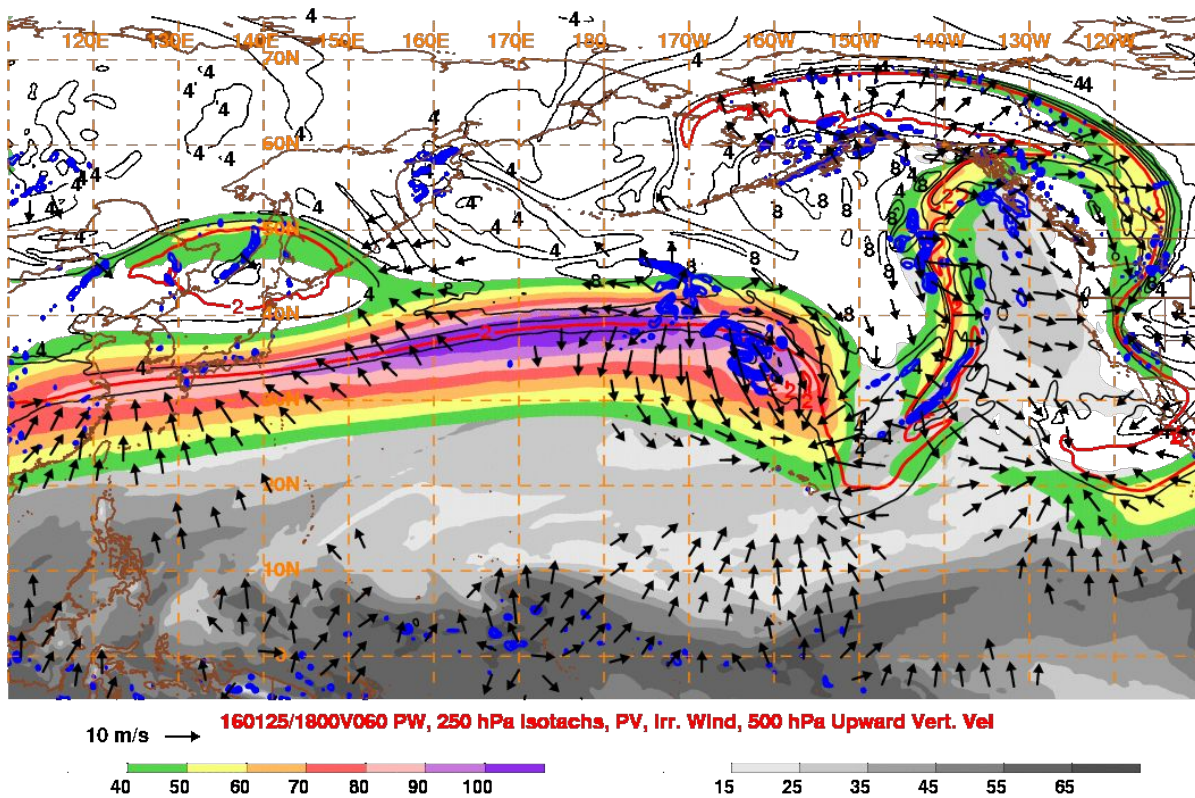 120E 130E 140E 150E 160E 170E 180 170W 160W 150W 140W 130W 120W
70N
60N
50N
40N
30N
20N
10N
160125/1800V060 PW, 250 hPa Isotachs, PV, Irr. Wind, 500 hPa Upward Vert. Vel
10 m/s
40 50 60 70 80 90 100
15 25 35 45 55 65